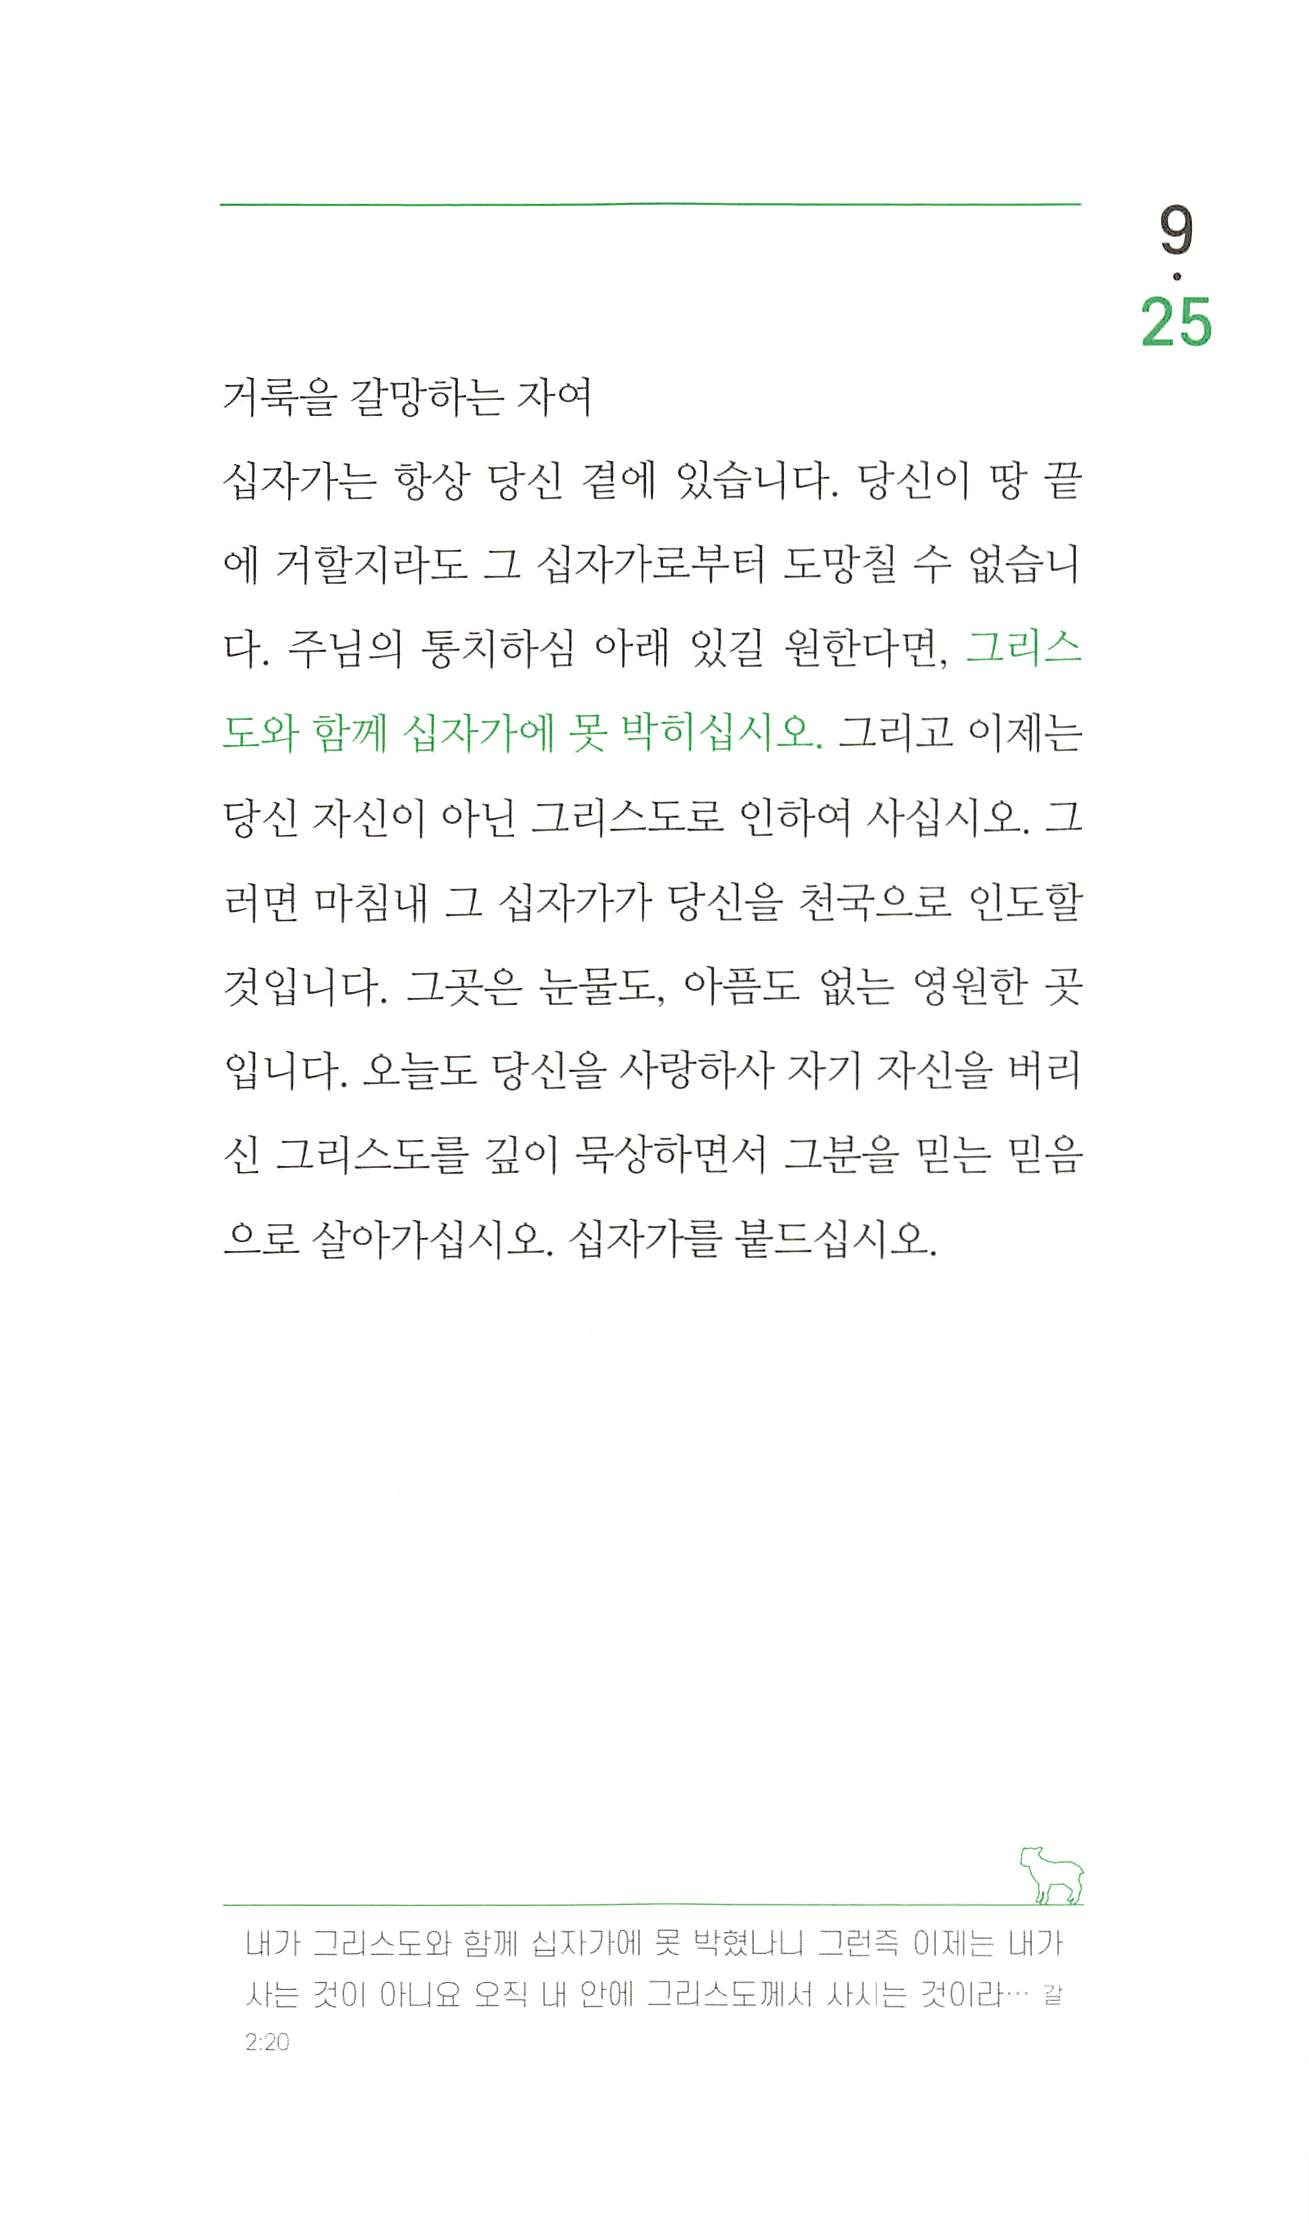 9
·
25
거룩을 갈망하는 자여
십자가는 항상 당신 곁에 있습니다. 당신이 땅 끝
에 거할지라도 그 십자가로부터 도망칠 수 없습니
다. 주님의 통치하심 아래 있길 원한다면, 그리스
도와 함께 십자가에 못 박히십시오. 그리고 이제는
당신 자신이 아닌 그리스도로 인하여 사십시오. 그
러면 마침내 그 십자가가 당신을 천국으로 인도할
것입니다. 그곳은 눈물도, 아픔도 없는 영원한 곳
입니다. 오늘도 당신을 사랑하사 자기 자신을 버리
신 그리스도를 깊이 묵상하면서 그분을 믿는 믿음
으로 살아가십시오. 십자가를 붙드십시오.
내가 그리스도와 함께 십자가에 못 박혔나니 그런즉 이제는 내가
사는 것이 아니요 오직 내 안에 그리스도께서 사시는 것이라… 갈
2:20